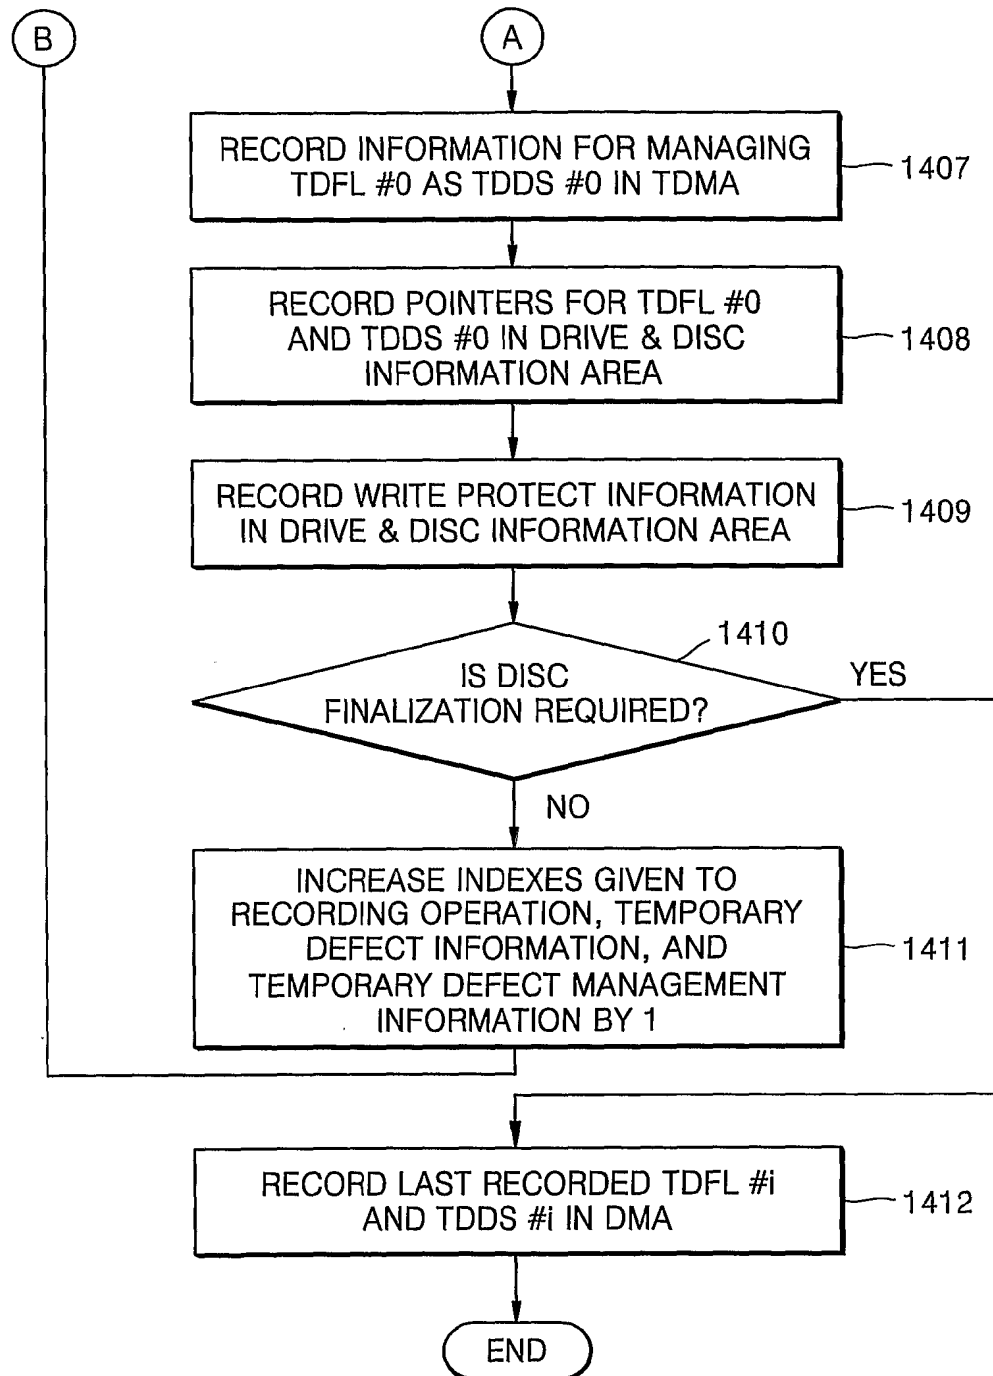 B
A
RECORD INFORMATION FOR MANAGING
TDFL #0 AS TDDS #0 IN TDMA
1407
RECORD POINTERS FOR TDFL #0
AND TDDS #0 IN DRIVE & DISC
INFORMATION AREA
1408
RECORD WRITE PROTECT INFORMATION
IN DRIVE & DISC INFORMATION AREA
1409
1410
IS DISC
FINALIZATION REQUIRED?
YES
NO
INCREASE INDEXES GIVEN TO
RECORDING OPERATION, TEMPORARY
DEFECT INFORMATION, AND
TEMPORARY DEFECT MANAGEMENT
INFORMATION BY 1
1411
RECORD LAST RECORDED TDFL #i
AND TDDS #i IN DMA
1412
END